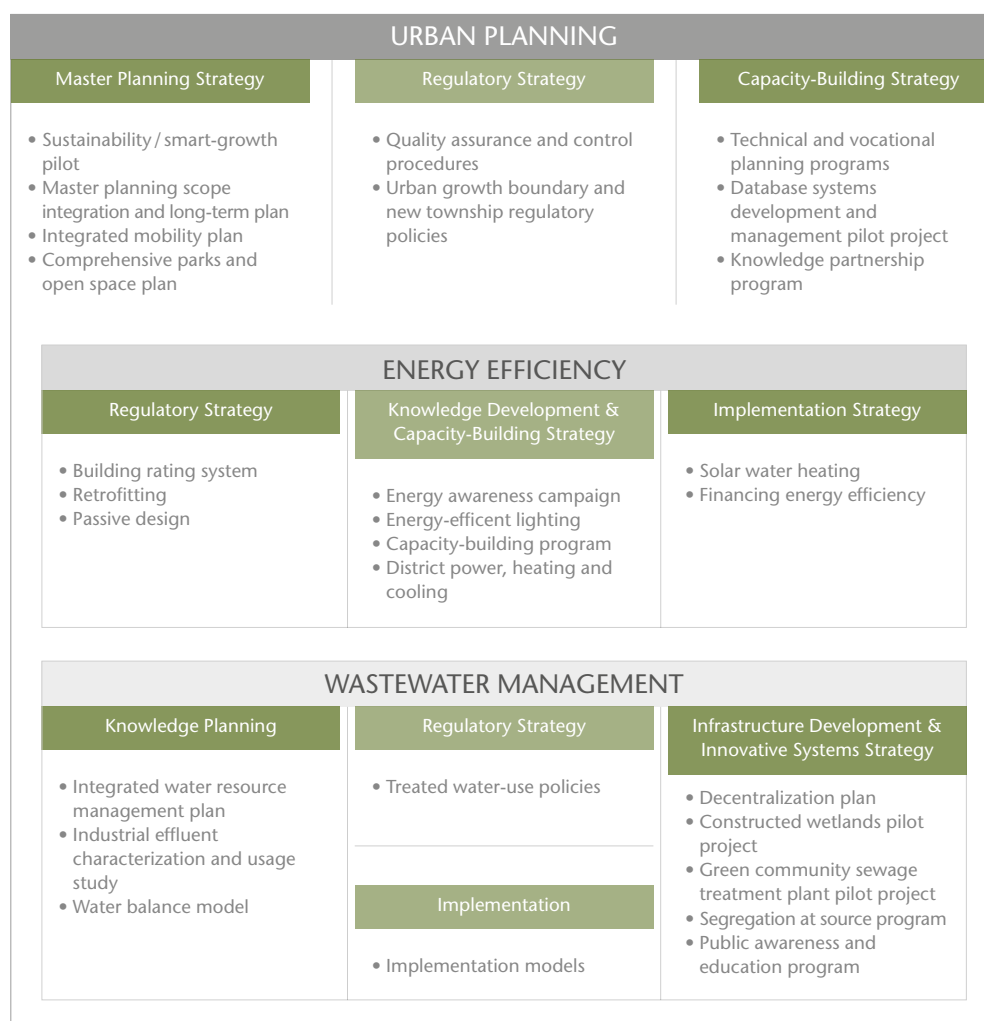 URBAN PLANNING
Master Planning Strategy
• Sustainability / smart-growth
pilot
• Master planning scope
integration and long-term plan
• Integrated mobility plan
• Comprehensive parks and
open space plan
Regulatory Strategy
• Quality assurance and control
procedures
• Urban growth boundary and
new township regulatory
policies
Capacity-Building Strategy
• Technical and vocational
planning programs
• Database systems
development and
management pilot project
• Knowledge partnership
program
ENERGY EFFICIENCY
Regulatory Strategy
• Building rating system
• Retrofitting
• Passive design
Knowledge Development &
Capacity-Building Strategy
• Energy awareness campaign
• Energy-efficent lighting
• Capacity-building program
• District power, heating and
cooling
Implementation Strategy
• Solar water heating
• Financing energy efficiency
WASTEWATER MANAGEMENT
Knowledge Planning
• Integrated water resource
management plan
• Industrial effluent
characterization and usage
study
• Water balance model
Regulatory Strategy
• Treated water-use policies
Implementation
• Implementation models
Infrastructure Development &
Innovative Systems Strategy
• Decentralization plan
• Constructed wetlands pilot
project
• Green community sewage
treatment plant pilot project
• Segregation at source program
• Public awareness and
education program